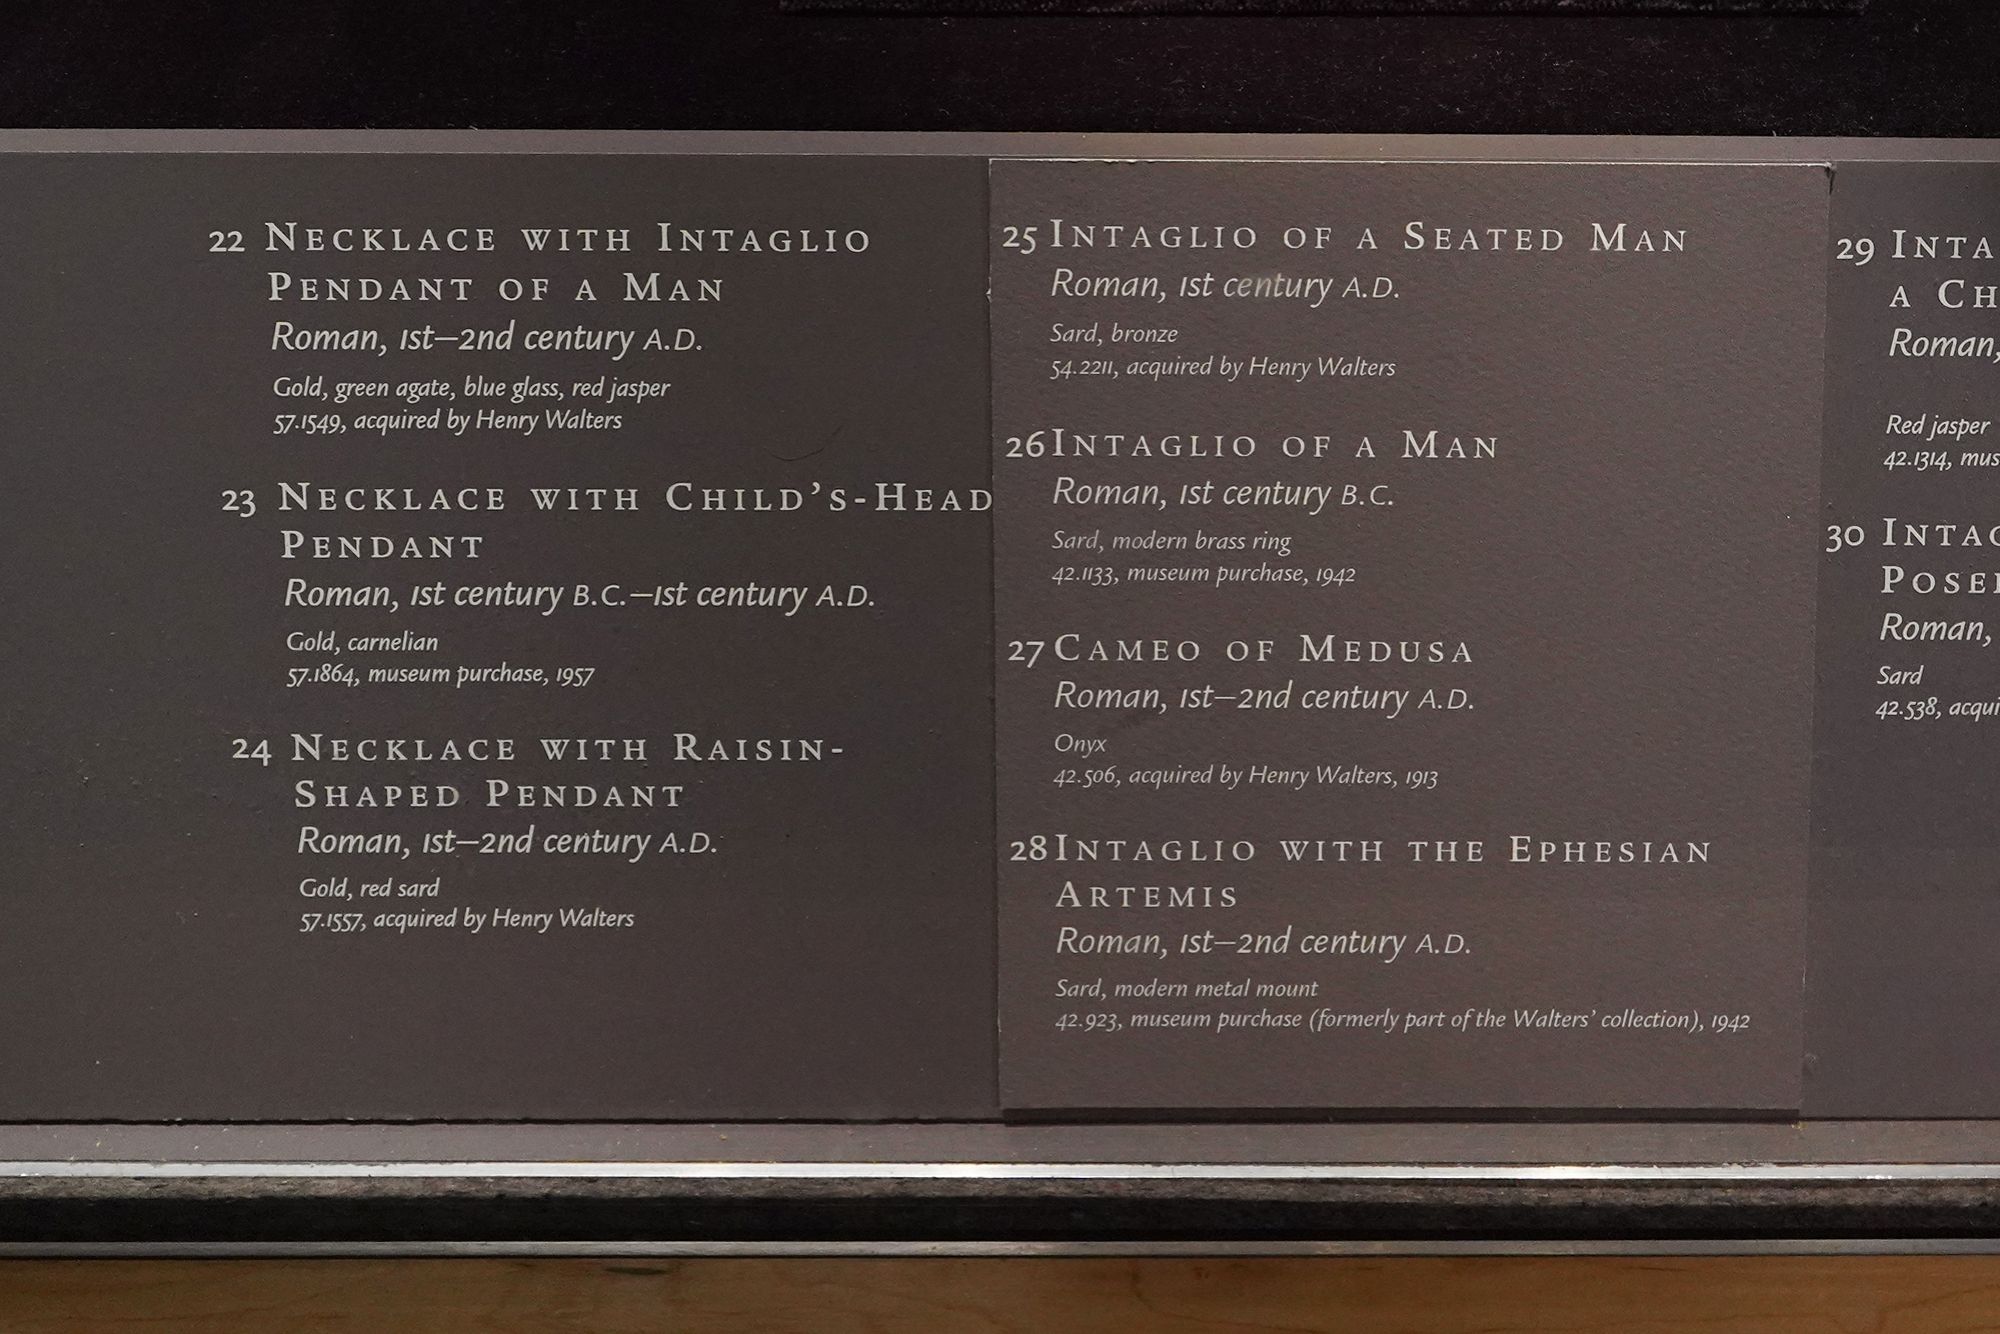 22 Necklace with Intaglio
Pendant of a Man
Roman, 1st—2nd century A.D.
Gold, green agate, blue glass, red jasper
57.1549, acquired by Henry Walters
23 Necklace with Child's-Head
Pendant
Roman, 1st century B.C.—1st century A.D.
Gold, carnelian
57.1864, museum purchase, 1957
24 Necklace with Raisin-
Shaped Pendant
Roman, 1st—2nd century A.D.
Gold, red sard
57.1557, acquired by Henry Walters
25 Intaglio of a Seated Man
Roman, 1st century A.D.
Sard, bronze
54.2211, acquired by Henry Walters
26 Intaglio of a Man
Roman, 1st century B.C.
Sard, modern brass ring
42.1133, museum purchase, 1942
27 Cameo of Medusa
Roman, 1st—2nd century A.D.
Onyx
42.506, acquired by Henry Walters, 1913
28 Intaglio with the Ephesian
Artemis
Roman, 1st—2nd century A.D.
Sard, modern metal mount
42.923, museum purchase (formerly part of the Walters' collection), 1942
29
a
Roman,
Red jasper
42.1314,
30
Roman,
Sard
42.538,